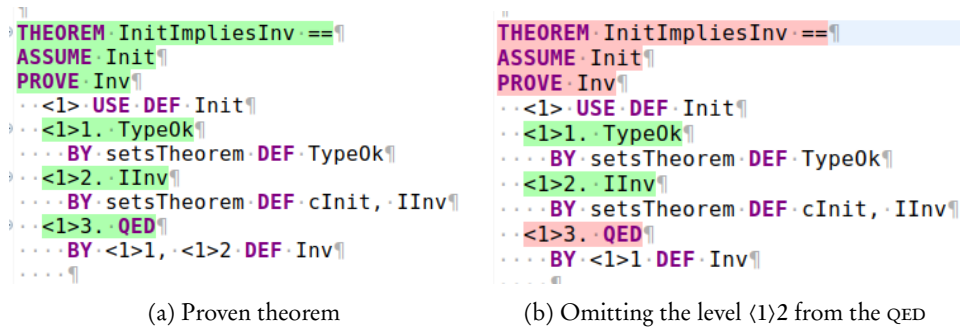 THEOREM InitImpliesInv ==
ASSUME Init
PROVE Inv
<1> USE DEF Init
<1>1. TypeOk
BY setsTheorem DEF TypeOk
<1>2. IInv
BY setsTheorem DEF cInit, IInv
<1>3. QED
BY <1>1, <1>2 DEF Inv
(a) Proven theorem
THEOREM InitImpliesInv ==
ASSUME Init
PROVE Inv
<1> USE DEF Init
<1>1. TypeOk
BY setsTheorem DEF TypeOk
<1>2. IInv
BY setsTheorem DEF cInit, IInv
<1>3. QED
BY <1>1 DEF Inv
(b) Omitting the level ⟨1⟩2 from the QED